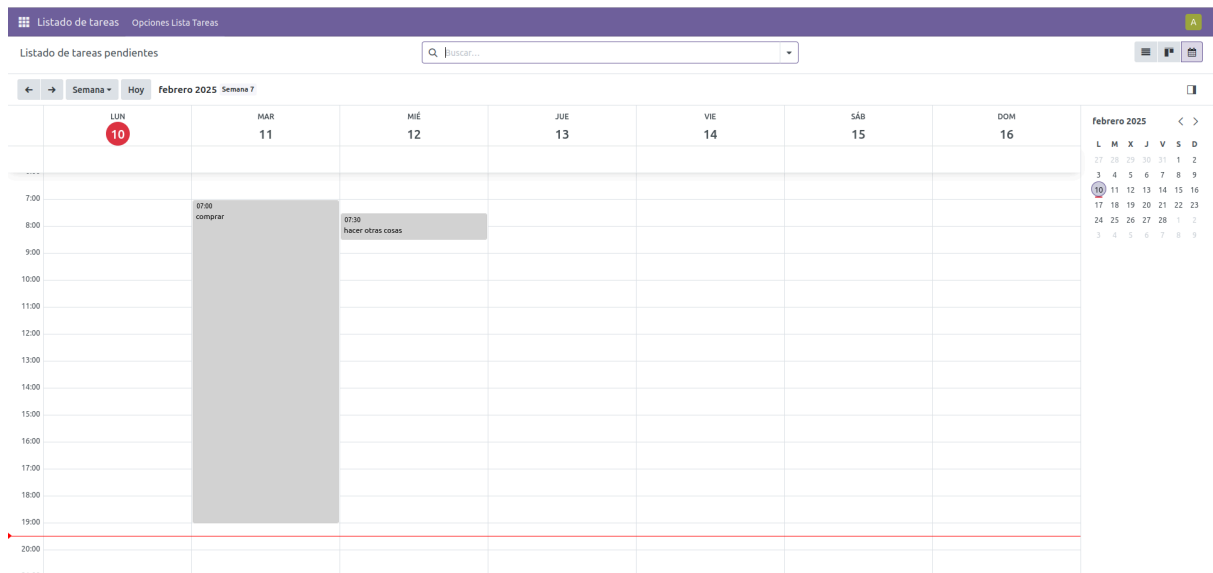 Listado de tareas Opciones Lista Tareas A
Listado de tareas pendientes Buscar...
Semana Hoy febrero 2025 Semana 7
LUN MAR MIÉ JUE VIE SÁB DOM
10 11 12 13 14 15 16
febrero 2025
L M X J V S D
27 28 29 30 31 1 2
3 4 5 6 7 8 9
10 11 12 13 14 15 16
17 18 19 20 21 22 23
24 25 26 27 28 1 2
3 4 5 6 7 8 9
7:00
07:00
comprar
07:30
8:00
hacer otras cosas
9:00
10:00
11:00
12:00
13:00
14:00
15:00
16:00
17:00
18:00
19:00
20:00